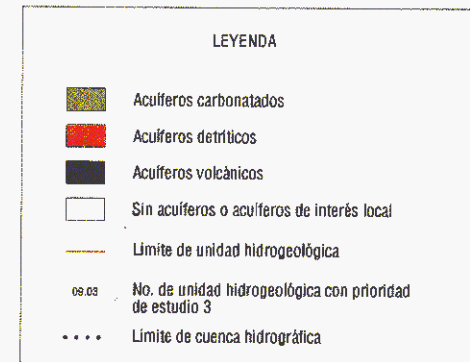 LEYENDA
Acuíferos carbonatados
Acuíferos detríticos
Acuíferos volcánicos
Sin acuíferos o acuíferos de interés local
Límite de unidad hidrogeológica
09.03 No. de unidad hidrogeológica con prioridad
de estudio 3
Límite de cuenca hidrográfica